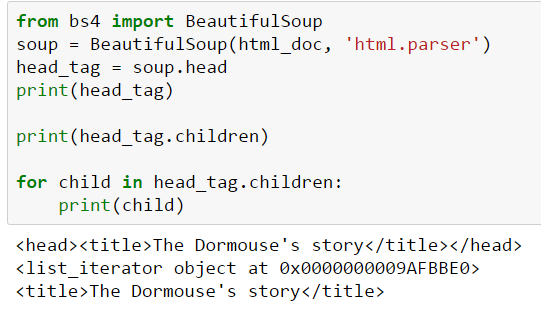 from bs4 import BeautifulSoup
soup = BeautifulSoup(html_doc, 'html.parser')
head_tag = soup.head
print(head_tag)
print(head_tag.children)
for child in head_tag.children:
    print(child)
<head><title>The Dormouse's story</title></head>
<list_iterator object at 0x0000000009AFBBE0>
<title>The Dormouse's story</title>